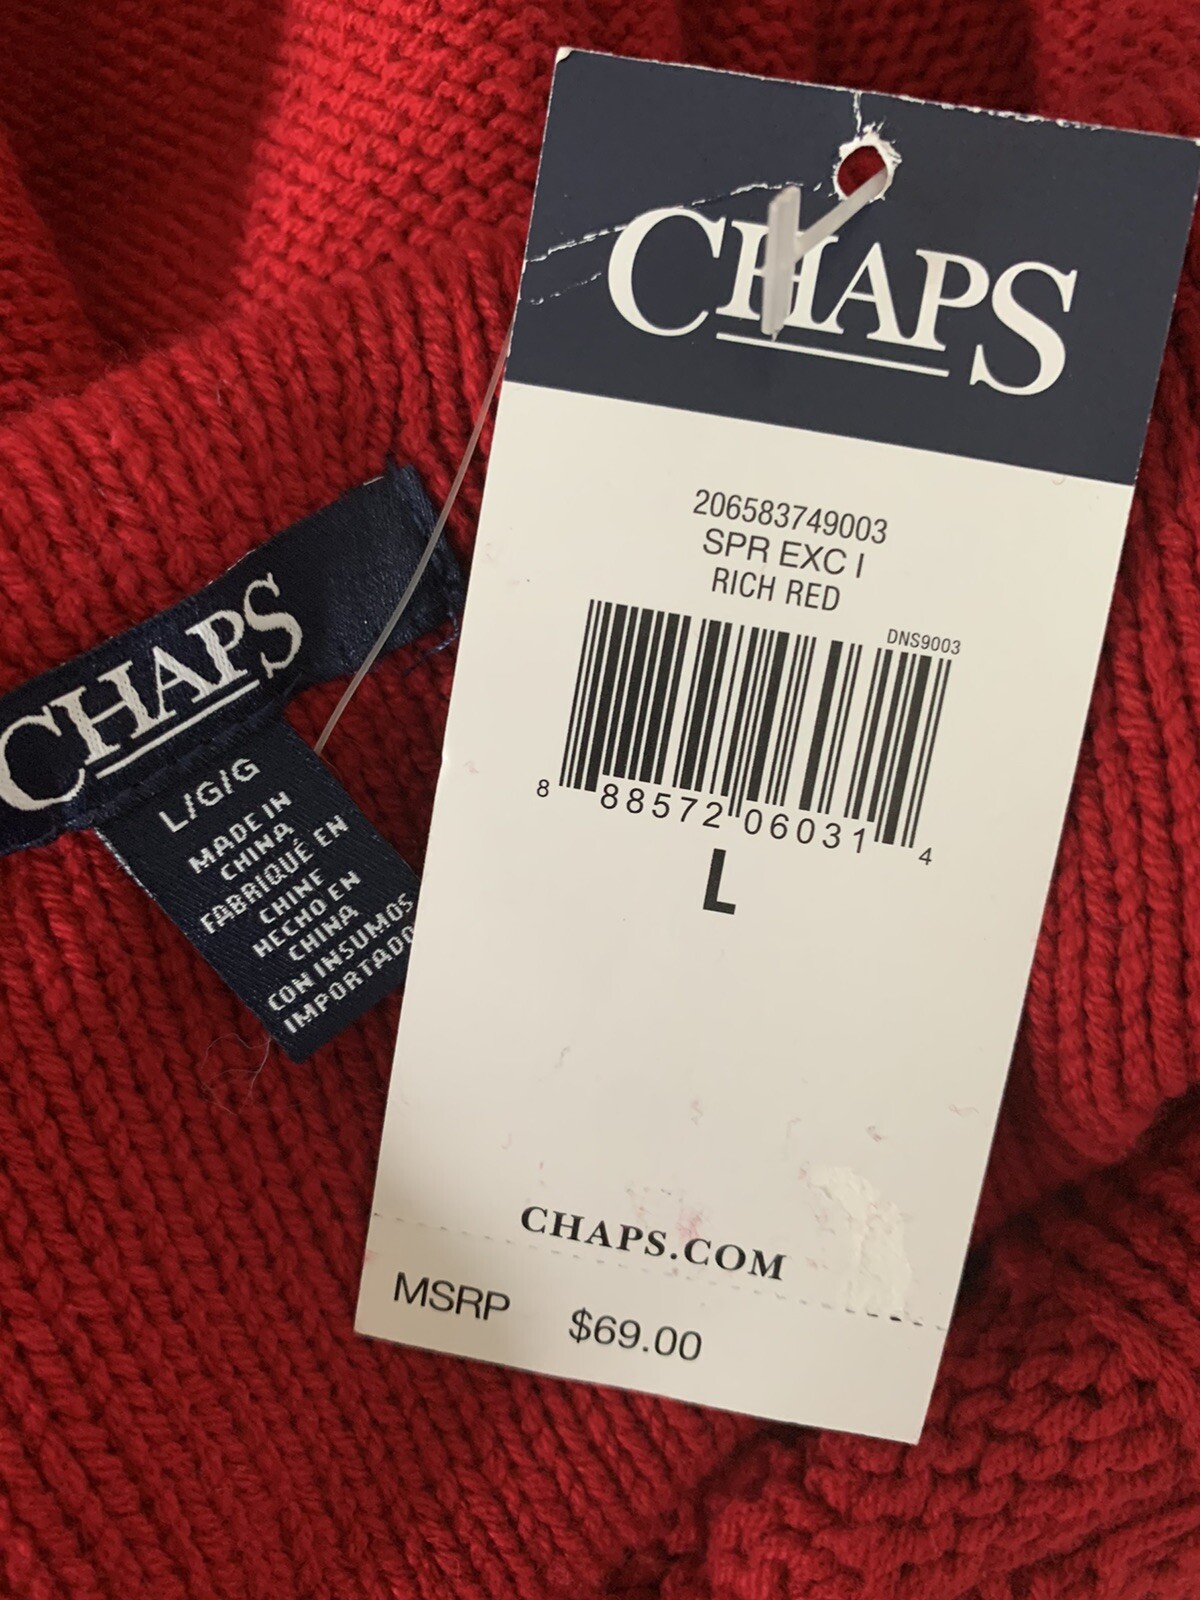 CHAPS
206583749003
SPR EXC I
RICH RED
DNS9003
8 88572 06031 4
L
CHAPS.COM
MSRP $69.00
CHAPS
L/G/G
MADE IN
CHINA
FABRIQUÉ EN
CHINE
HECHO EN
CHINA
CON INSUMOS
IMPORTADO